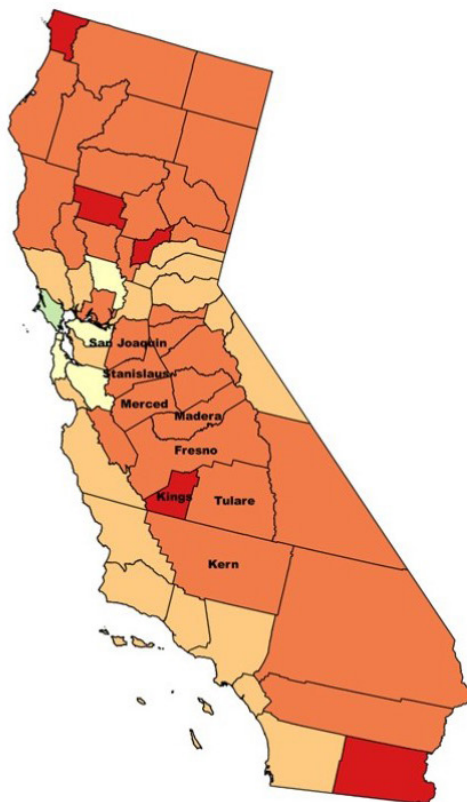 San Joaquin
Stanislaus
Merced
Madera
Fresno
Kings
Tulare
Kern